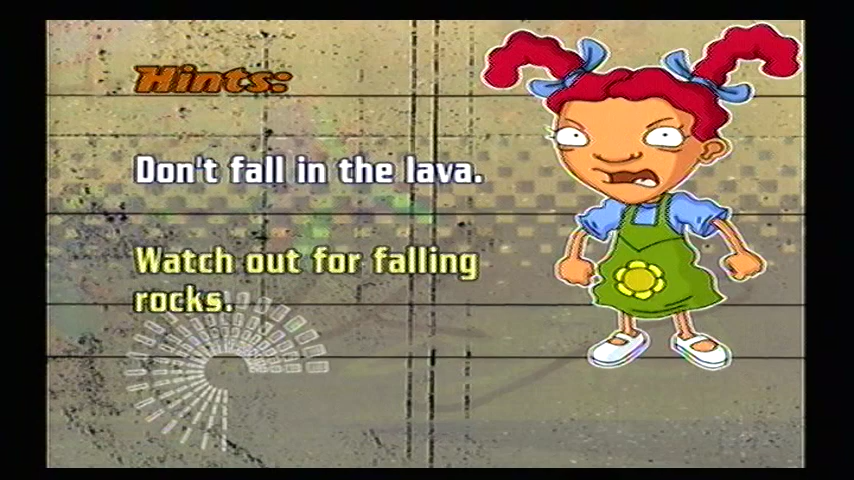 Hints:
Don't fall in the lava.
Watch out for falling
rocks.